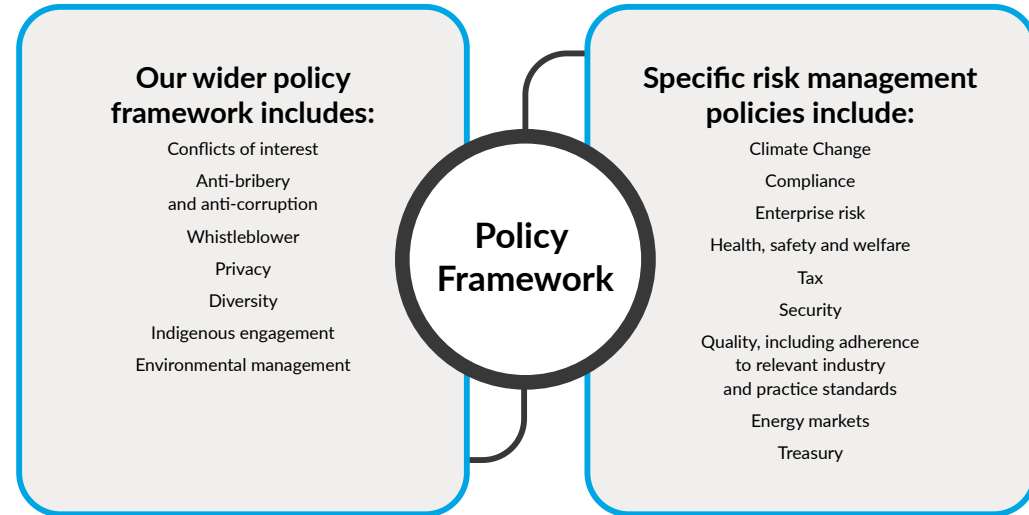 Our wider policy
framework includes:
Conflicts of interest
Anti-bribery
and anti-corruption
Whistleblower
Privacy
Diversity
Indigenous engagement
Environmental management
Policy
Framework
Specific risk management
policies include:
Climate Change
Compliance
Enterprise risk
Health, safety and welfare
Tax
Security
Quality, including adherence
to relevant industry
and practice standards
Energy markets
Treasury